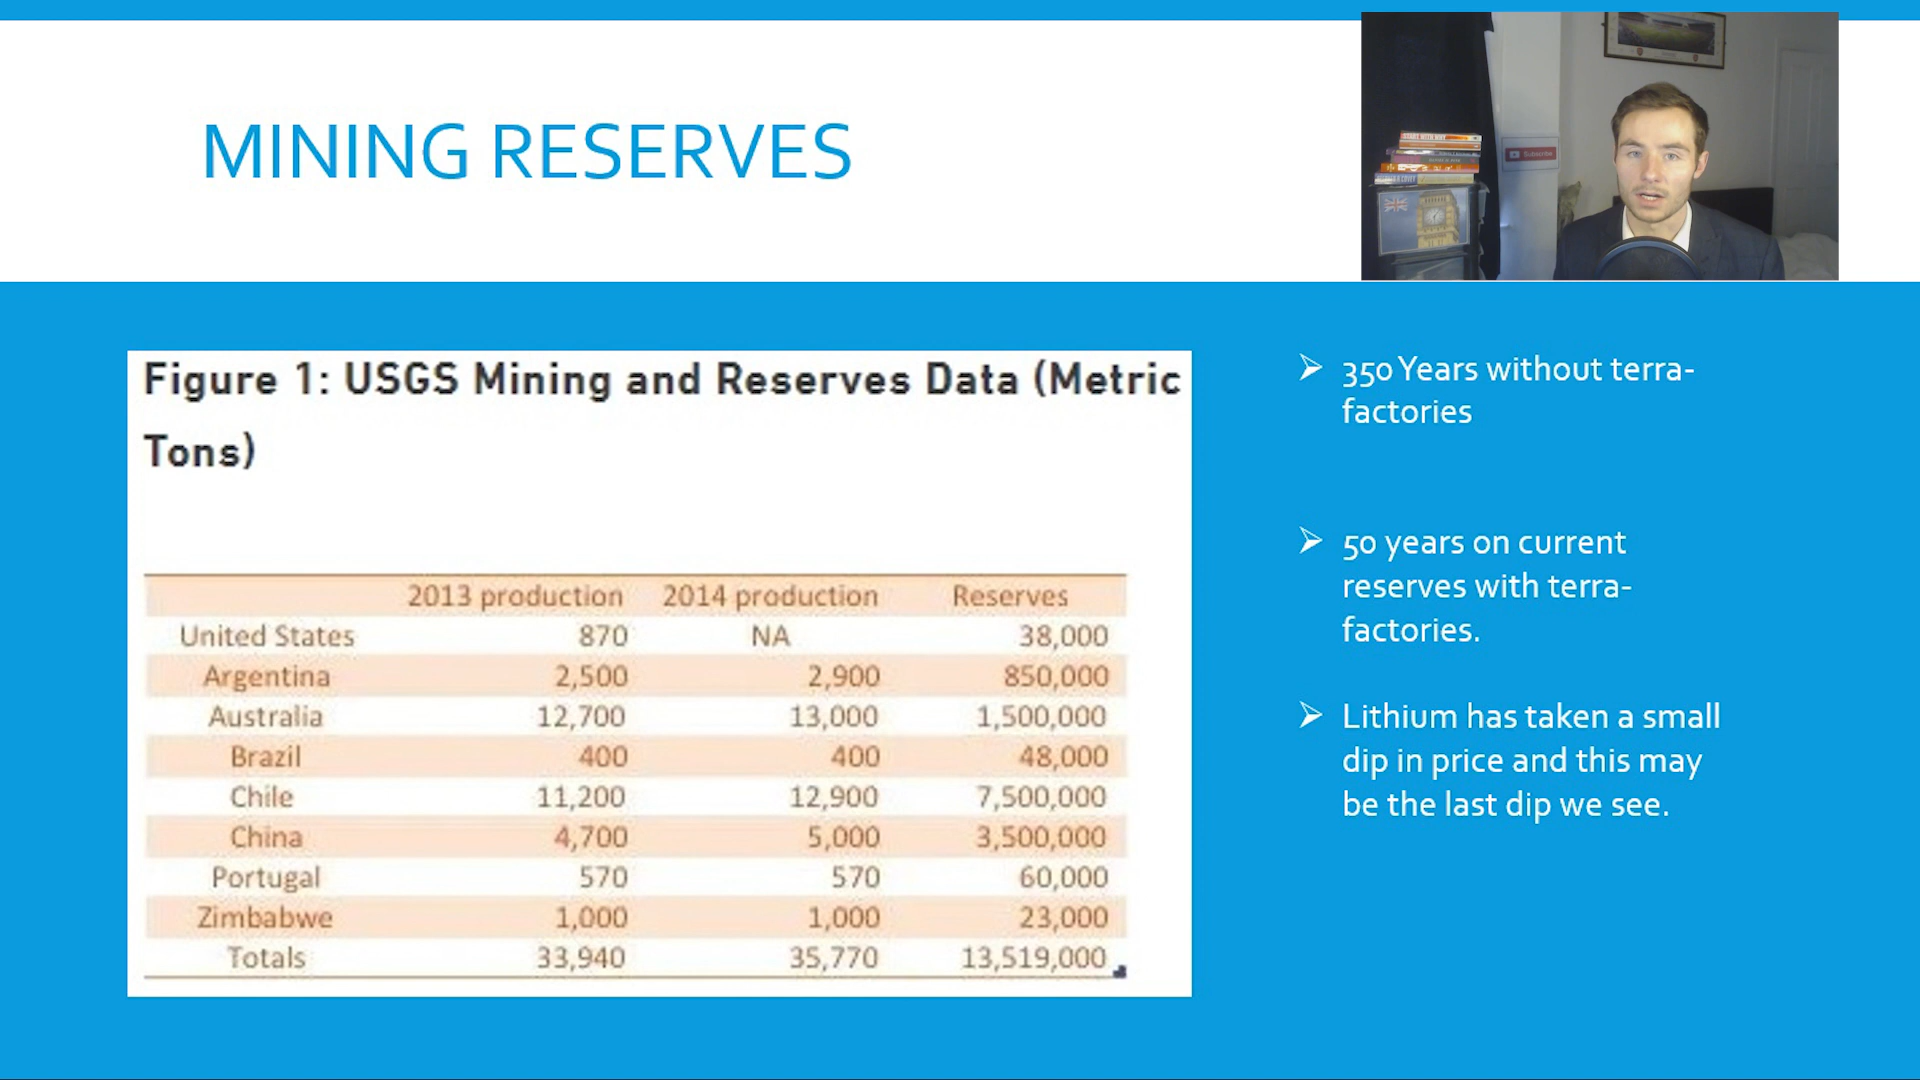 MINING RESERVES
Subscribe
Figure 1: USGS Mining and Reserves Data (Metric
Tons)
2013 production 2014 production Reserves
United States 870 NA 38,000
Argentina 2,500 2,900 850,000
Australia 12,700 13,000 1,500,000
Brazil 400 400 48,000
Chile 11,200 12,900 7,500,000
China 4,700 5,000 3,500,000
Portugal 570 570 60,000
Zimbabwe 1,000 1,000 23,000
Totals 33,940 35,770 13,519,000
350 Years without terra-
factories
50 years on current
reserves with terra-
factories.
Lithium has taken a small
dip in price and this may
be the last dip we see.